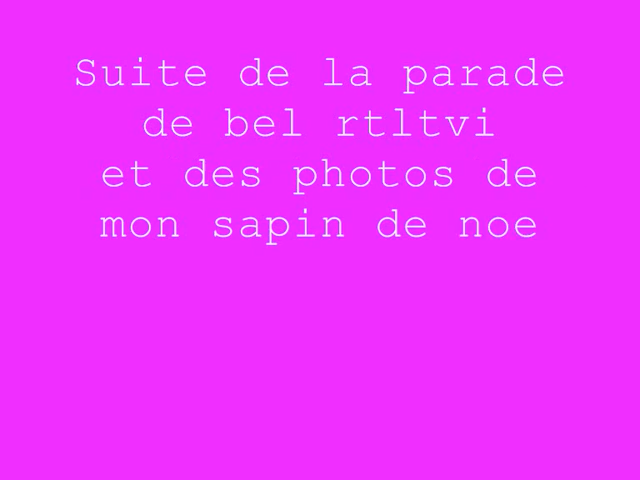 Suite de la parade
de bel rtltvi
et des photos de
mon sapin de noe